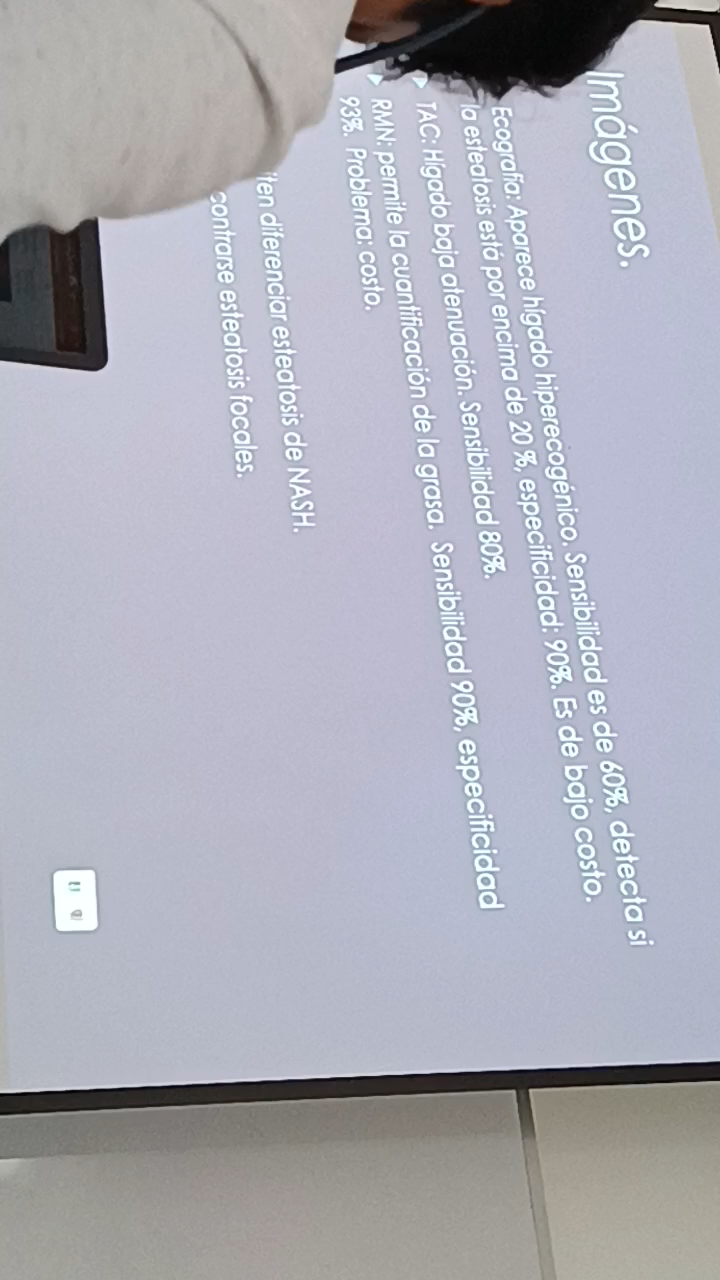 Imágenes.
Ecografía: Aparece hígado hiperecogénico. Sensibilidad es de 60%, detecta si
la esteatosis está por encima de 20 %, especificidad: 90%. Es de bajo costo.
TAC: Hígado baja atenuación. Sensibilidad 80%.
RMN: permite la cuantificación de la grasa. Sensibilidad 90%, especificidad
93%. Problema: costo.
diferenciar esteatosis de NASH.
esteatosis focales.